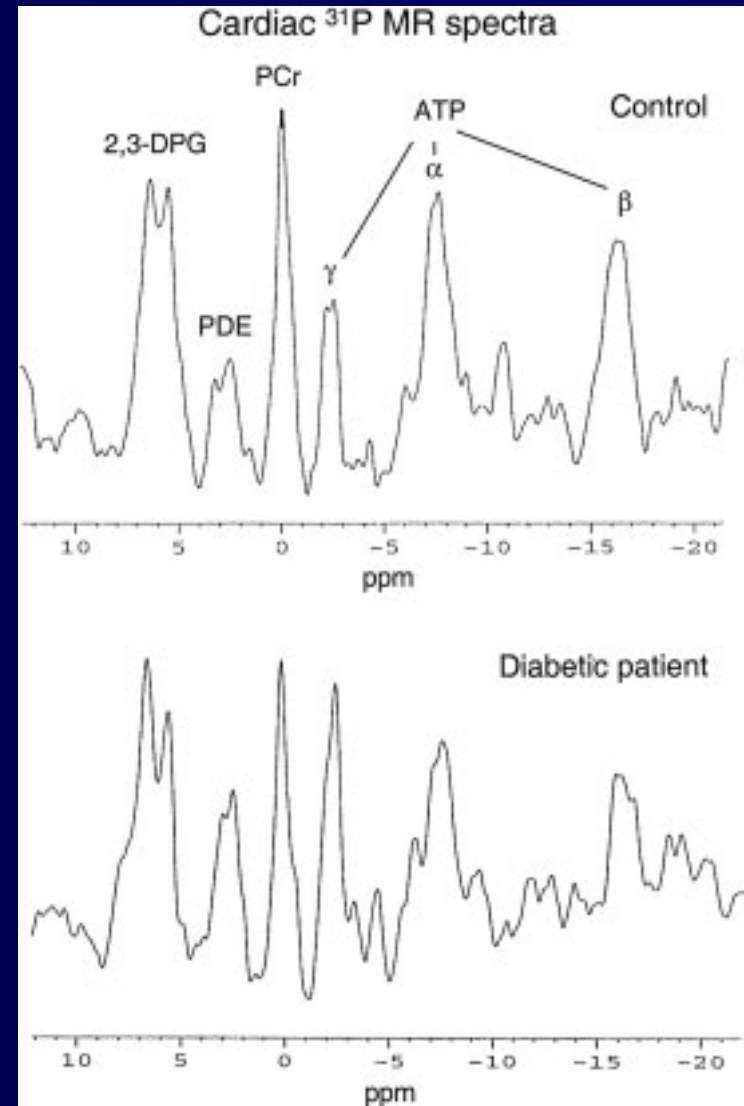 Cardiac ³¹P MR spectra
PCr
2,3-DPG
ATP
Control
α
β
γ
PDE
10 5 0 -5 -10 -15 -20
ppm
Diabetic patient
10 5 0 -5 -10 -15 -20
ppm